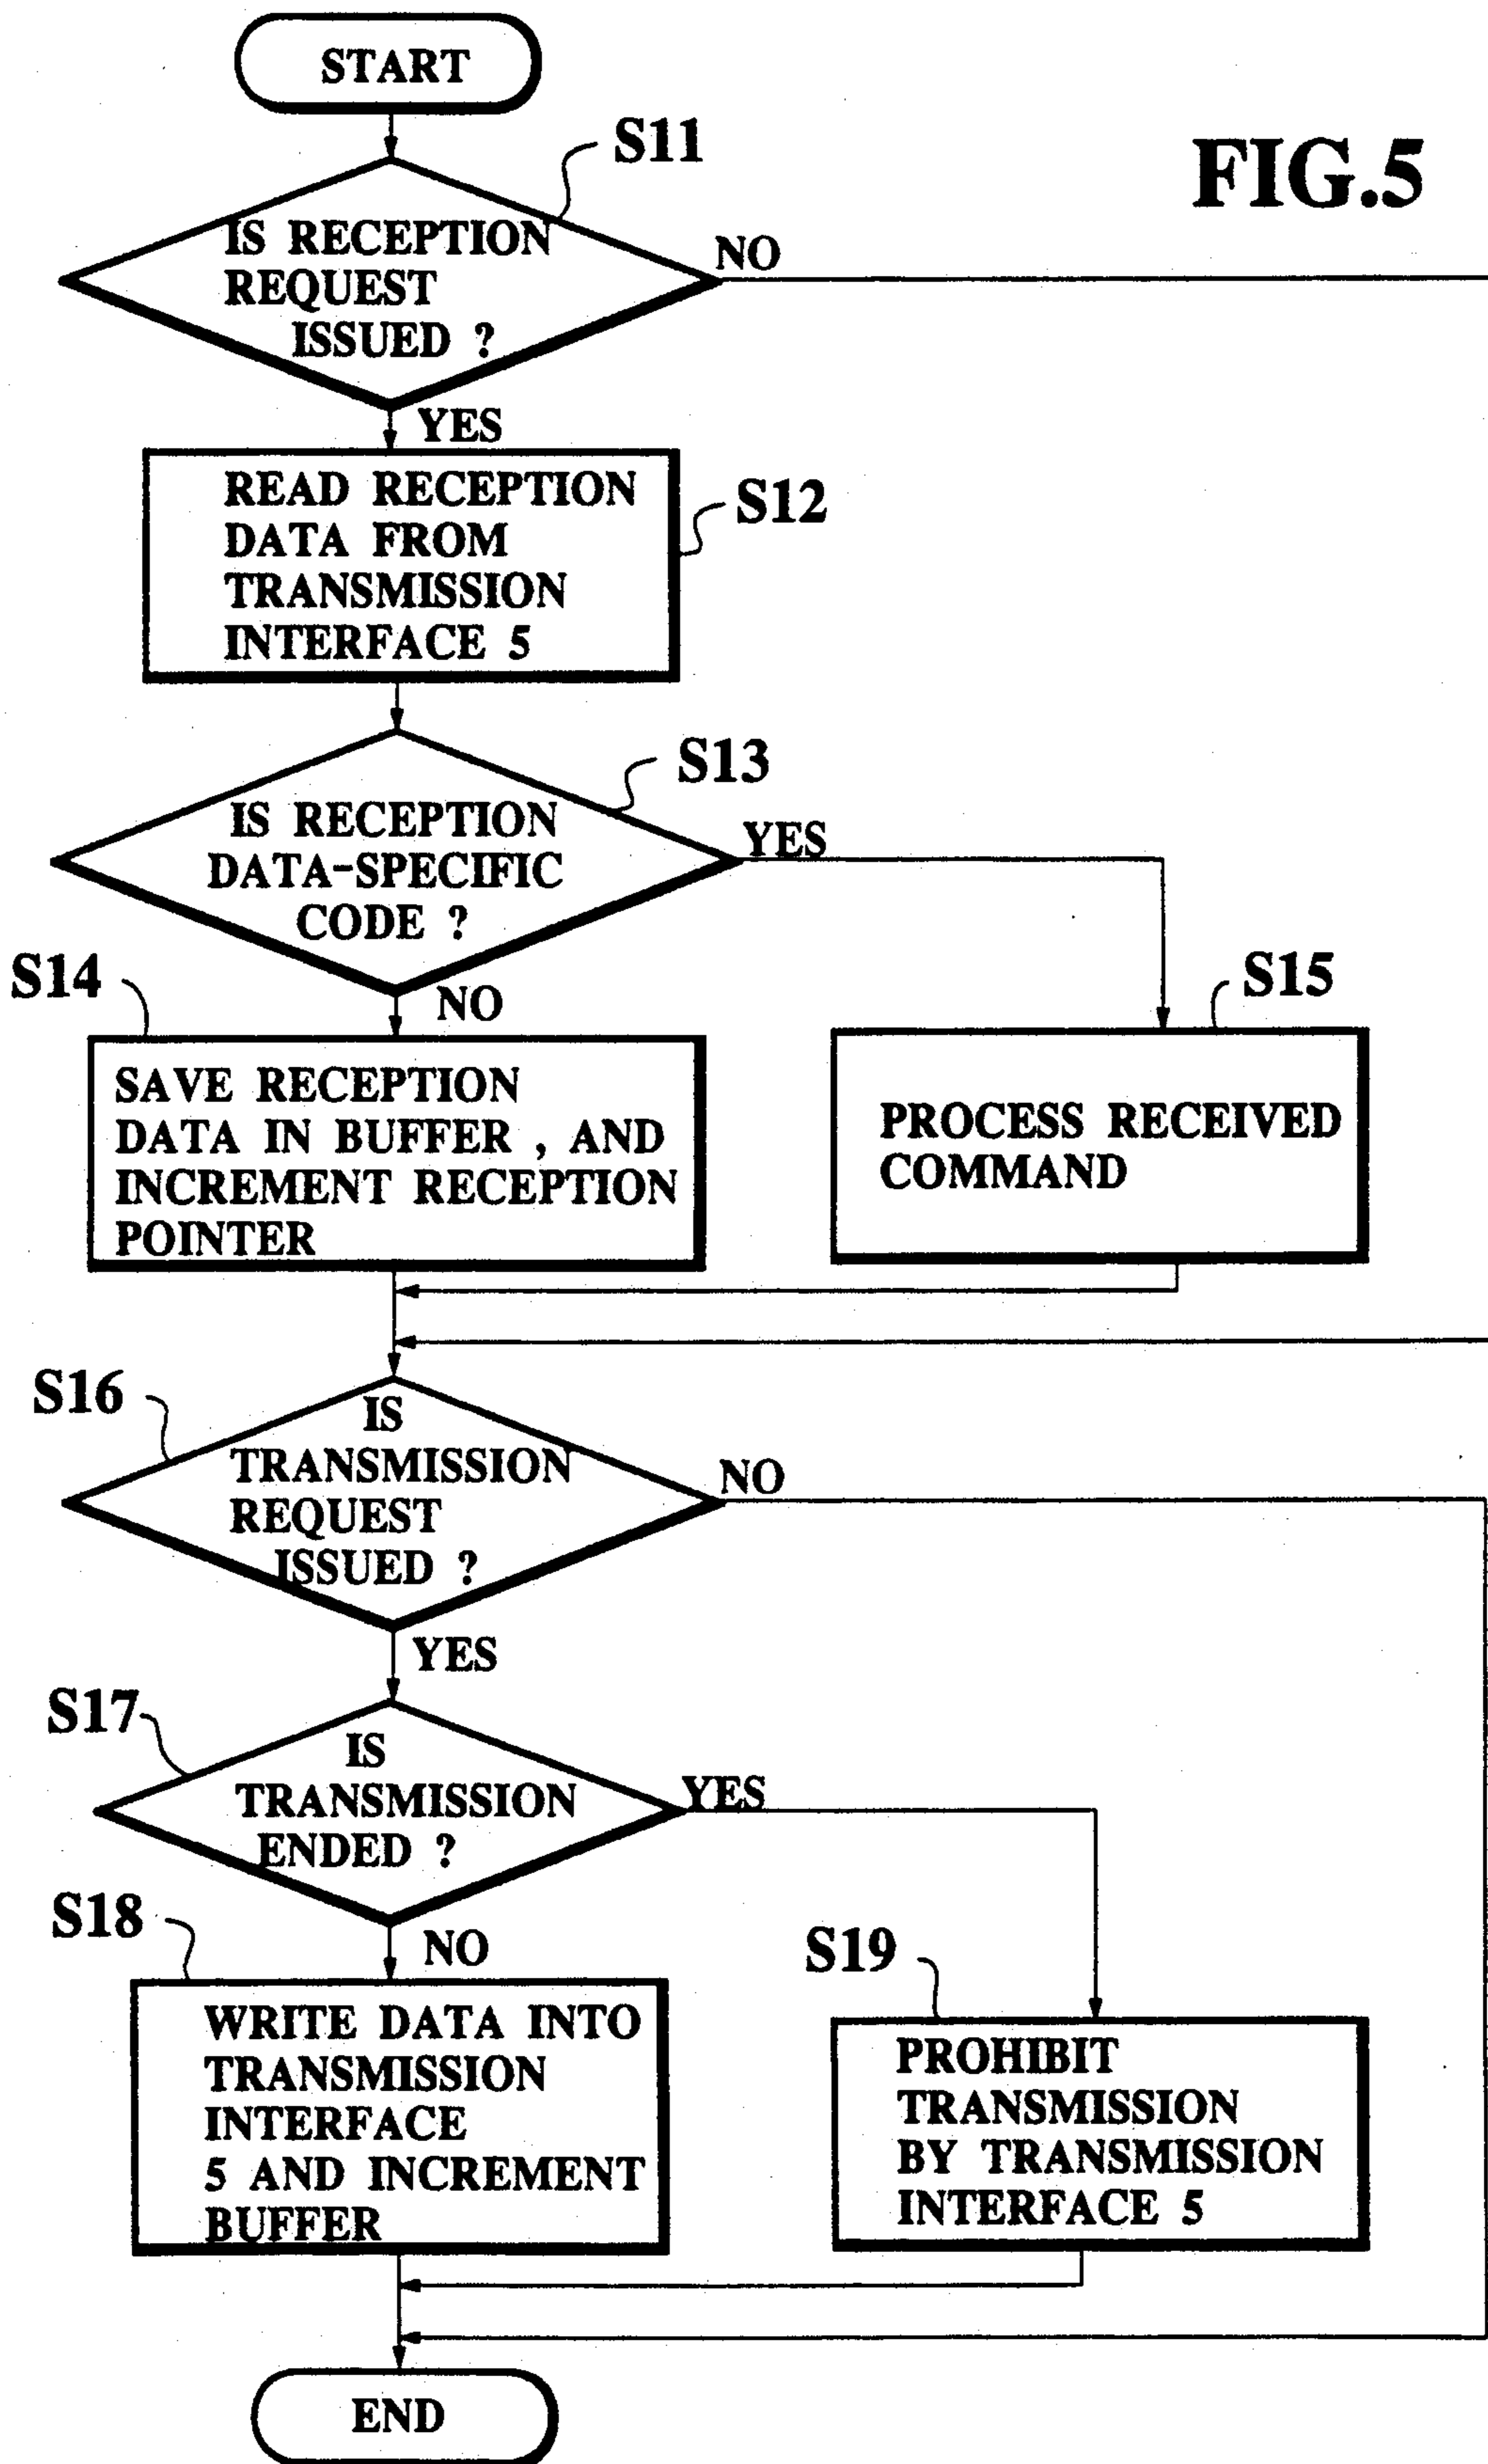 START
FIG.5
S11
IS RECEPTION
REQUEST
ISSUED ?
NO
YES
READ RECEPTION
DATA FROM
TRANSMISSION
INTERFACE 5
S12
S13
IS RECEPTION
DATA-SPECIFIC
CODE ?
YES
NO
S14
SAVE RECEPTION
DATA IN BUFFER , AND
INCREMENT RECEPTION
POINTER
S15
PROCESS RECEIVED
COMMAND
S16
IS
TRANSMISSION
REQUEST
ISSUED ?
NO
YES
S17
IS
TRANSMISSION
ENDED ?
YES
NO
S18
WRITE DATA INTO
TRANSMISSION
INTERFACE
5 AND INCREMENT
BUFFER
S19
PROHIBIT
TRANSMISSION
BY TRANSMISSION
INTERFACE 5
END